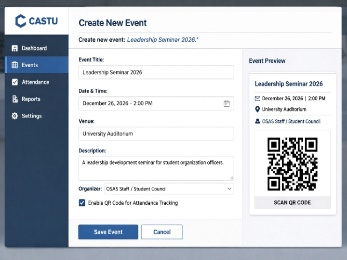 CASTU
Dashboard
Events
Attendance
Reports
Settings
Create New Event
Create new event: Leadership Seminar 2026."
Event Title:
Leadership Seminar 2026
Date & Time:
December 26, 2026 - 2:00 PM
Venue:
University Auditorium
Description:
A leadership development seminar for student organization officers
Organizer: OSAS Staff / Student Council
Enable QR Code for Attendance Tracking
Save Event
Cancel
Event Preview
Leadership Seminar 2026
December 26, 2026 | 2:00 PM
University Auditorium
OSAS Staff / Student Council
SCAN QR CODE